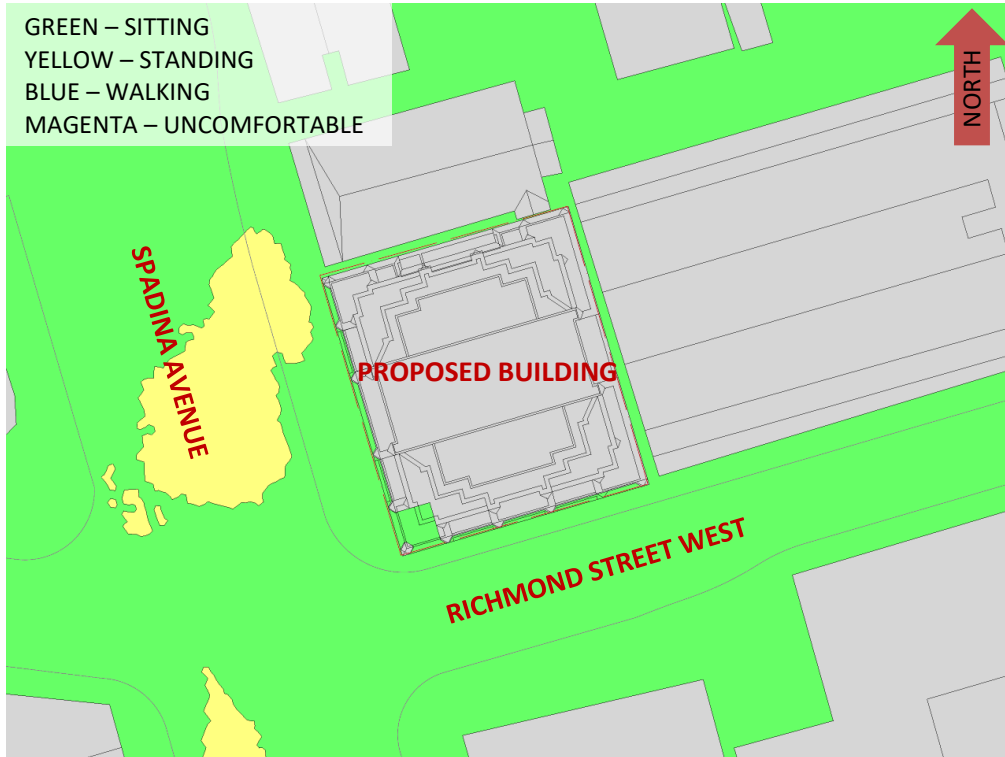 GREEN – SITTING
YELLOW – STANDING
BLUE – WALKING
MAGENTA – UNCOMFORTABLE
NORTH
SPADINA AVENUE
PROPOSED BUILDING
RICHMOND STREET WEST